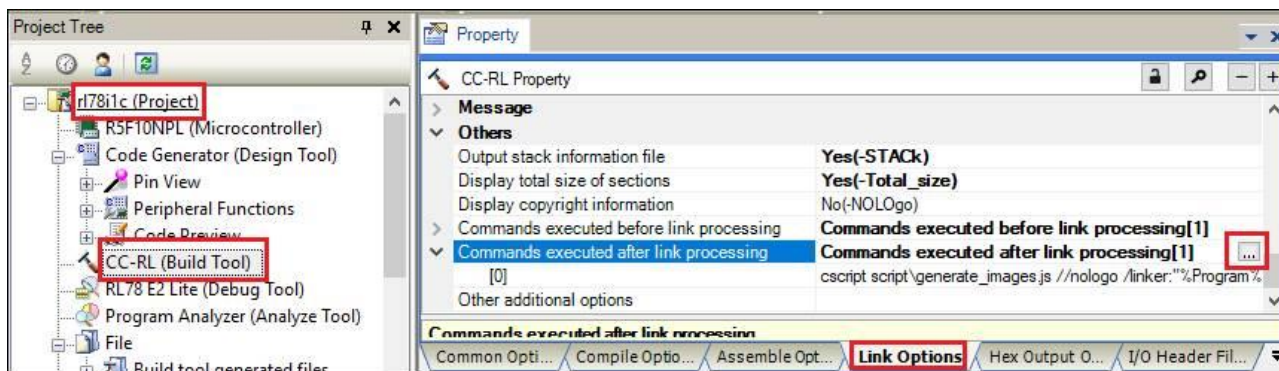 Project Tree
rl78i1c (Project)
R5F10NPL (Microcontroller)
Code Generator (Design Tool)
Pin View
Peripheral Functions
Code Preview
CC-RL (Build Tool)
RL78 E2 Lite (Debug Tool)
Program Analyzer (Analyze Tool)
File
Build tool generated files
Property
CC-RL Property
Message
Others
Output stack information file Yes(-STACk)
Display total size of sections Yes(-Total_size)
Display copyright information No(-NOLOgo)
Commands executed before link processing Commands executed before link processing[1]
Commands executed after link processing Commands executed after link processing[1] ...
[0] cscript script\generate_images.js //nologo /linker:"%Program%
Other additional options
Commands executed after link processing
Common Opti... Compile Optio... Assemble Opt... Link Options Hex Output O... I/O Header Fil...